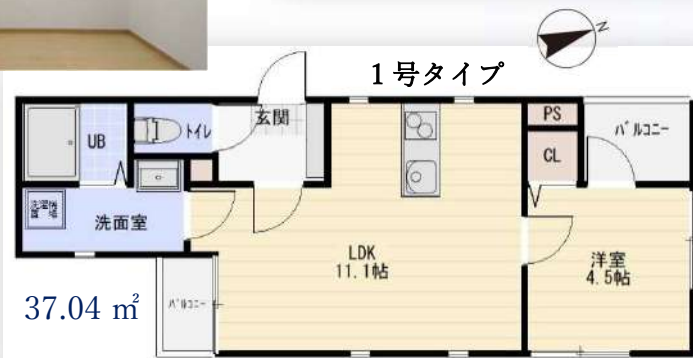 N
1号タイプ
UB
トイレ
玄関
PS
CL
バルコニー
洗面室
LDK
11.1帖
洋室
4.5帖
バルコニー
37.04 ㎡